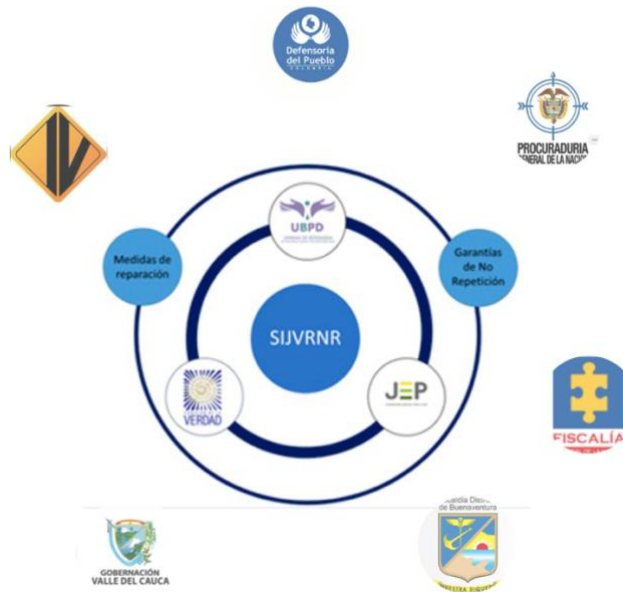 Defensoría
del Pueblo
COLOMBIA
PROCURADURIA
GENERAL DE LA NACIÓN
UBPD
Medidas de
reparación
Garantías
de No
Repetición
SIJVRNR
VERDAD
JEP
FISCALÍA
de Buenaventura
GOBERNACIÓN
VALLE DEL CAUCA